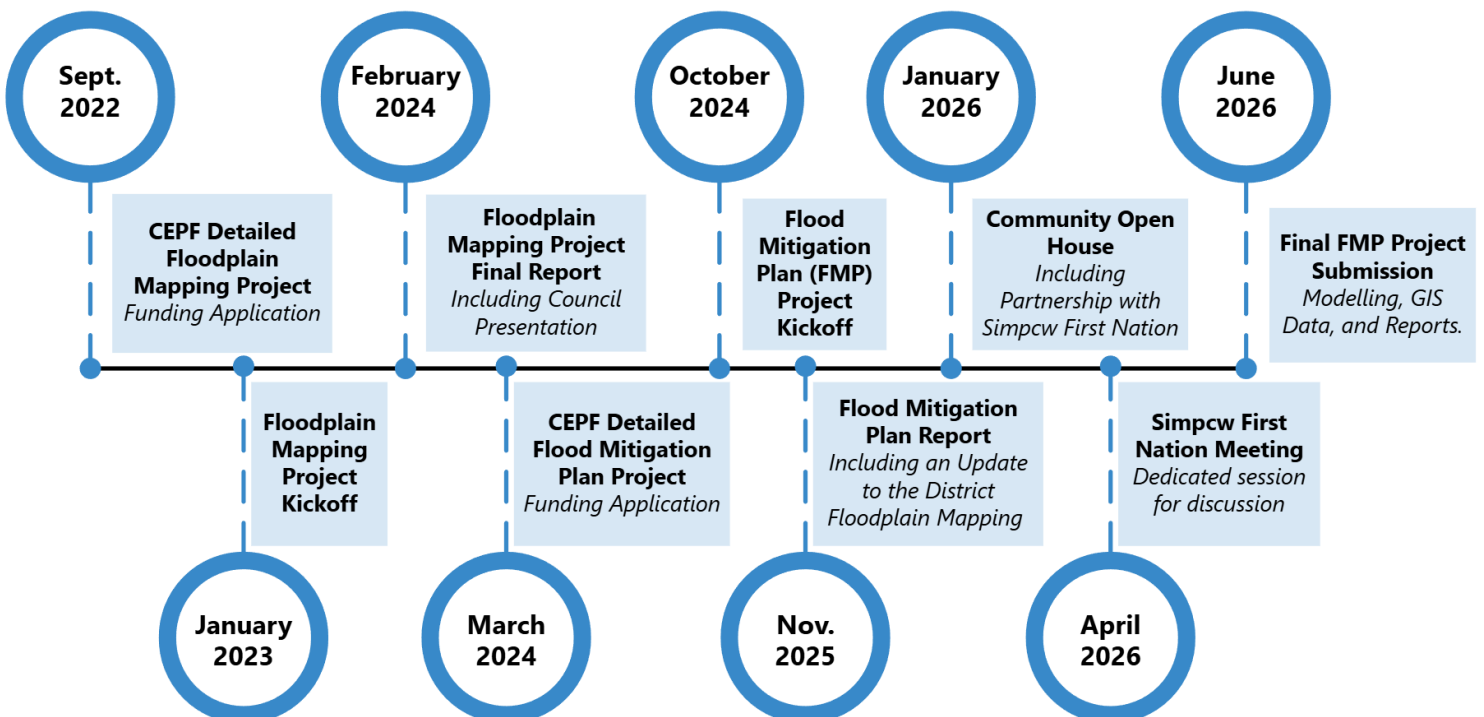 Sept.
2022
February
2024
October
2024
January
2026
June
2026
CEPF Detailed
Floodplain
Mapping Project
Funding Application
Floodplain
Mapping Project
Final Report
Including Council
Presentation
Flood
Mitigation
Plan (FMP)
Project
Kickoff
Community Open
House
Including
Partnership with
Simpcw First Nation
Final FMP Project
Submission
Modelling, GIS
Data, and Reports.
Floodplain
Mapping
Project
Kickoff
CEPF Detailed
Flood Mitigation
Plan Project
Funding Application
Flood Mitigation
Plan Report
Including an Update
to the District
Floodplain Mapping
Simpcw First
Nation Meeting
Dedicated session
for discussion
January
2023
March
2024
Nov.
2025
April
2026